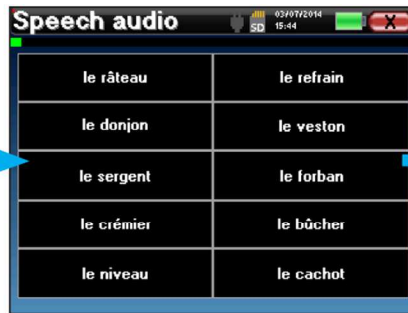 Speech audio
SD
03/07/2014
15:44
X
le râteau le refrain
le donjon le veston
le sergent le forban
le crémier le bûcher
le niveau le cachot